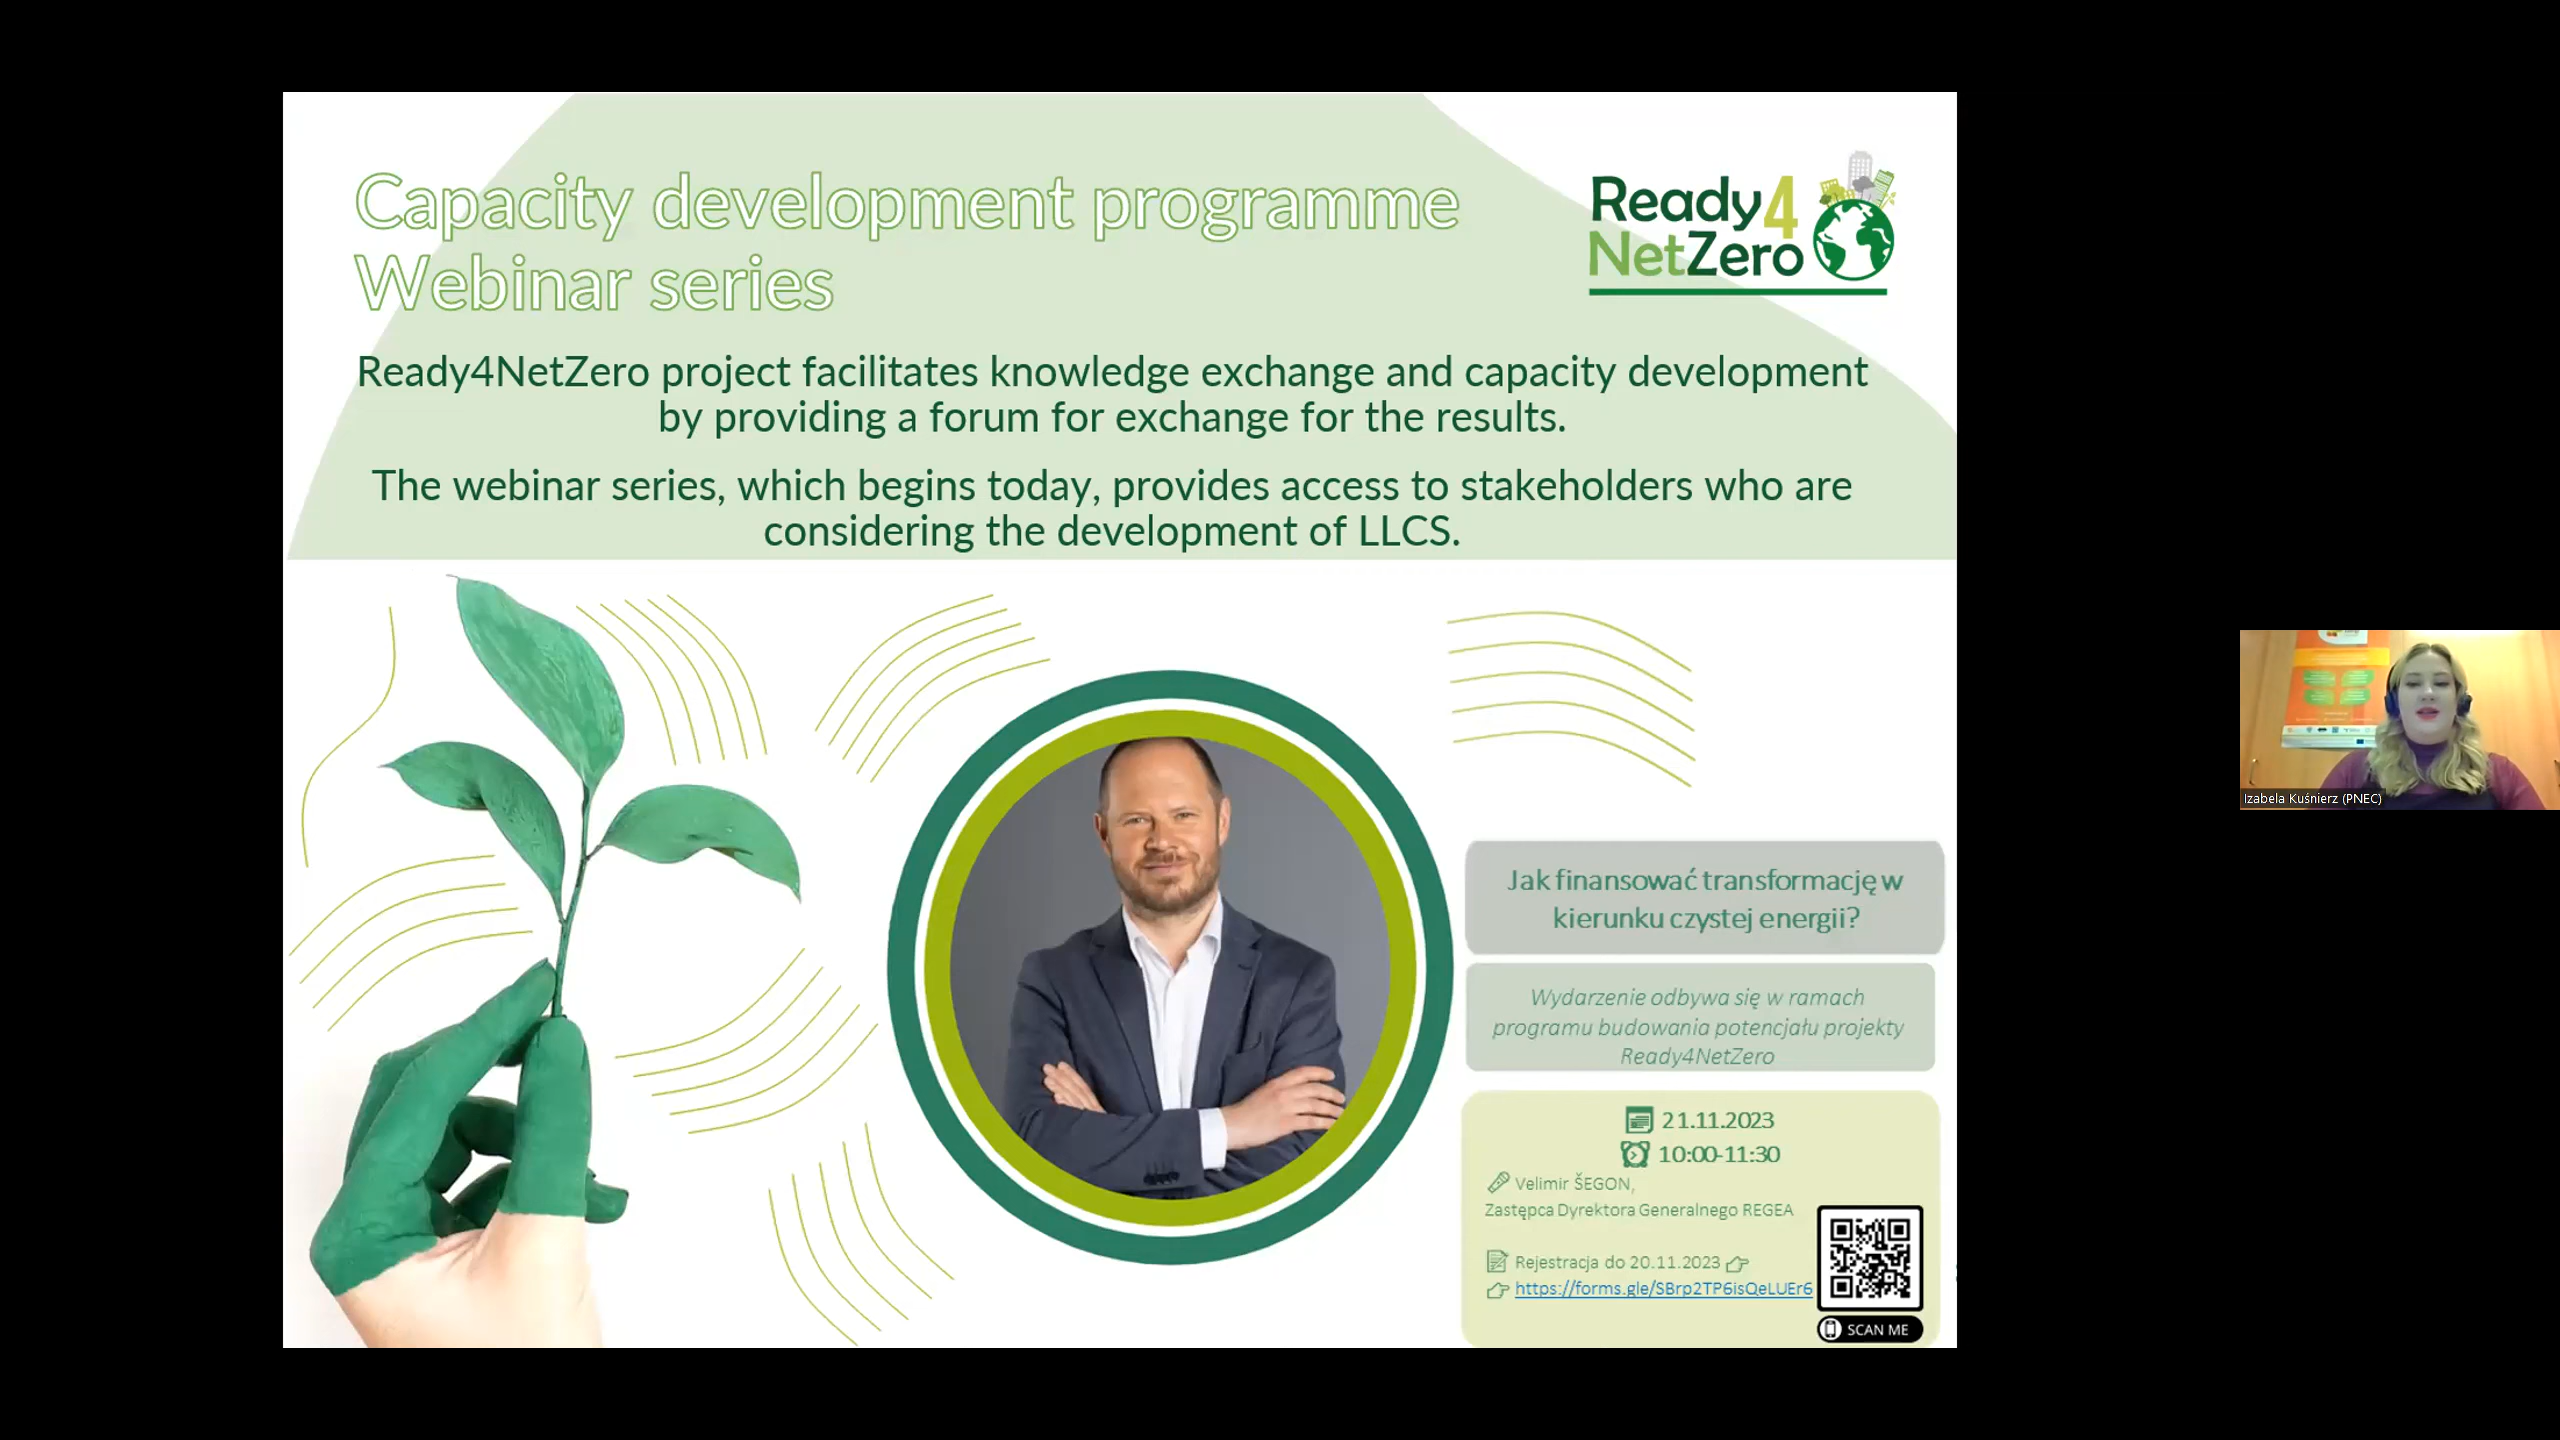 Capacity development programme
Webinar series
Ready4
NetZero
Ready4NetZero project facilitates knowledge exchange and capacity development
by providing a forum for exchange for the results.
The webinar series, which begins today, provides access to stakeholders who are
considering the development of LLCS.
Jak finansować transformację w
kierunku czystej energii?
Wydarzenie odbywa się w ramach
programu budowania potencjału projekty
Ready4NetZero
21.11.2023
10:00-11:30
Velimir ŠEGON,
Zastępca Dyrektora Generalnego REGEA
Rejestracja do 20.11.2023
https://forms.gle/SBrp2TP6isQeLUEr6
SCAN ME
Izabela Kuśnierz (PNEC)